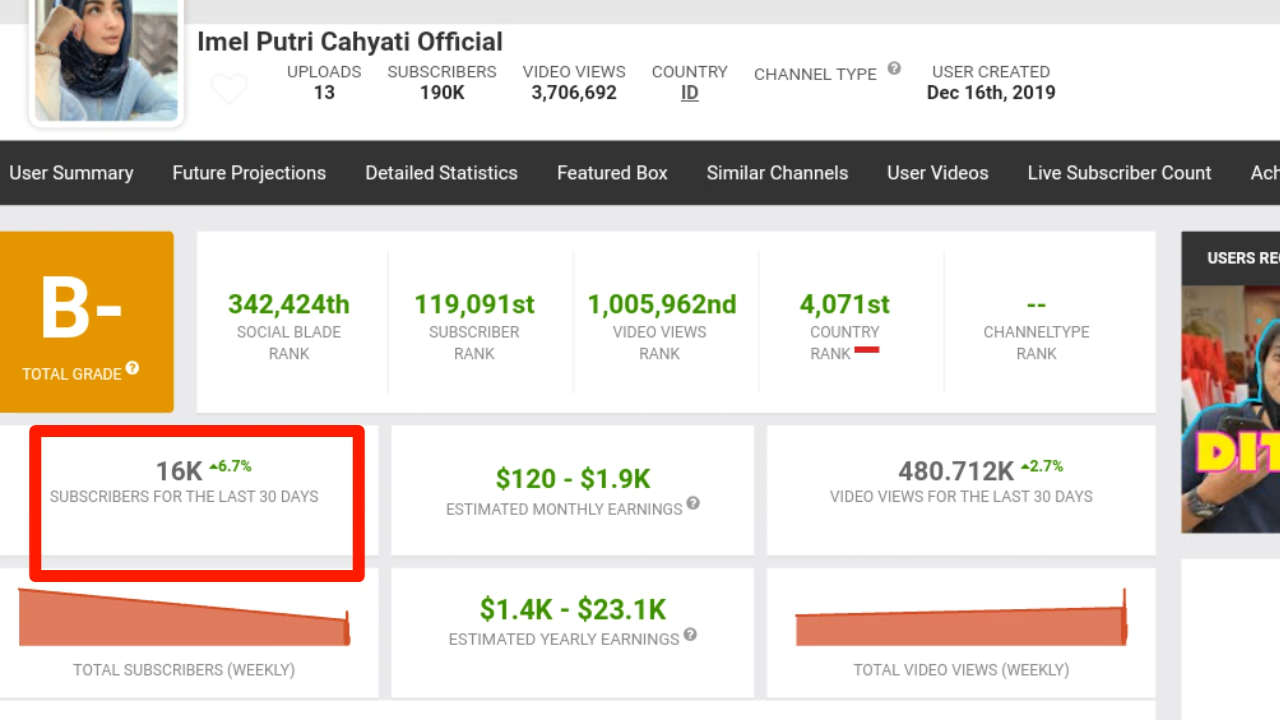 Imel Putri Cahyati Official
UPLOADS
13
SUBSCRIBERS
190K
VIDEO VIEWS
3,706,692
COUNTRY
ID
CHANNEL TYPE ?
USER CREATED
Dec 16th, 2019
User Summary
Future Projections
Detailed Statistics
Featured Box
Similar Channels
User Videos
Live Subscriber Count
Ach
B-
TOTAL GRADE ?
342,424th
SOCIAL BLADE
RANK
119,091st
SUBSCRIBER
RANK
1,005,962nd
VIDEO VIEWS
RANK
4,071st
COUNTRY
RANK
--
CHANNELTYPE
RANK
USERS REC
DIT
16K 6.7%
SUBSCRIBERS FOR THE LAST 30 DAYS
$120 - $1.9K
ESTIMATED MONTHLY EARNINGS ?
480.712K 2.7%
VIDEO VIEWS FOR THE LAST 30 DAYS
TOTAL SUBSCRIBERS (WEEKLY)
$1.4K - $23.1K
ESTIMATED YEARLY EARNINGS ?
TOTAL VIDEO VIEWS (WEEKLY)